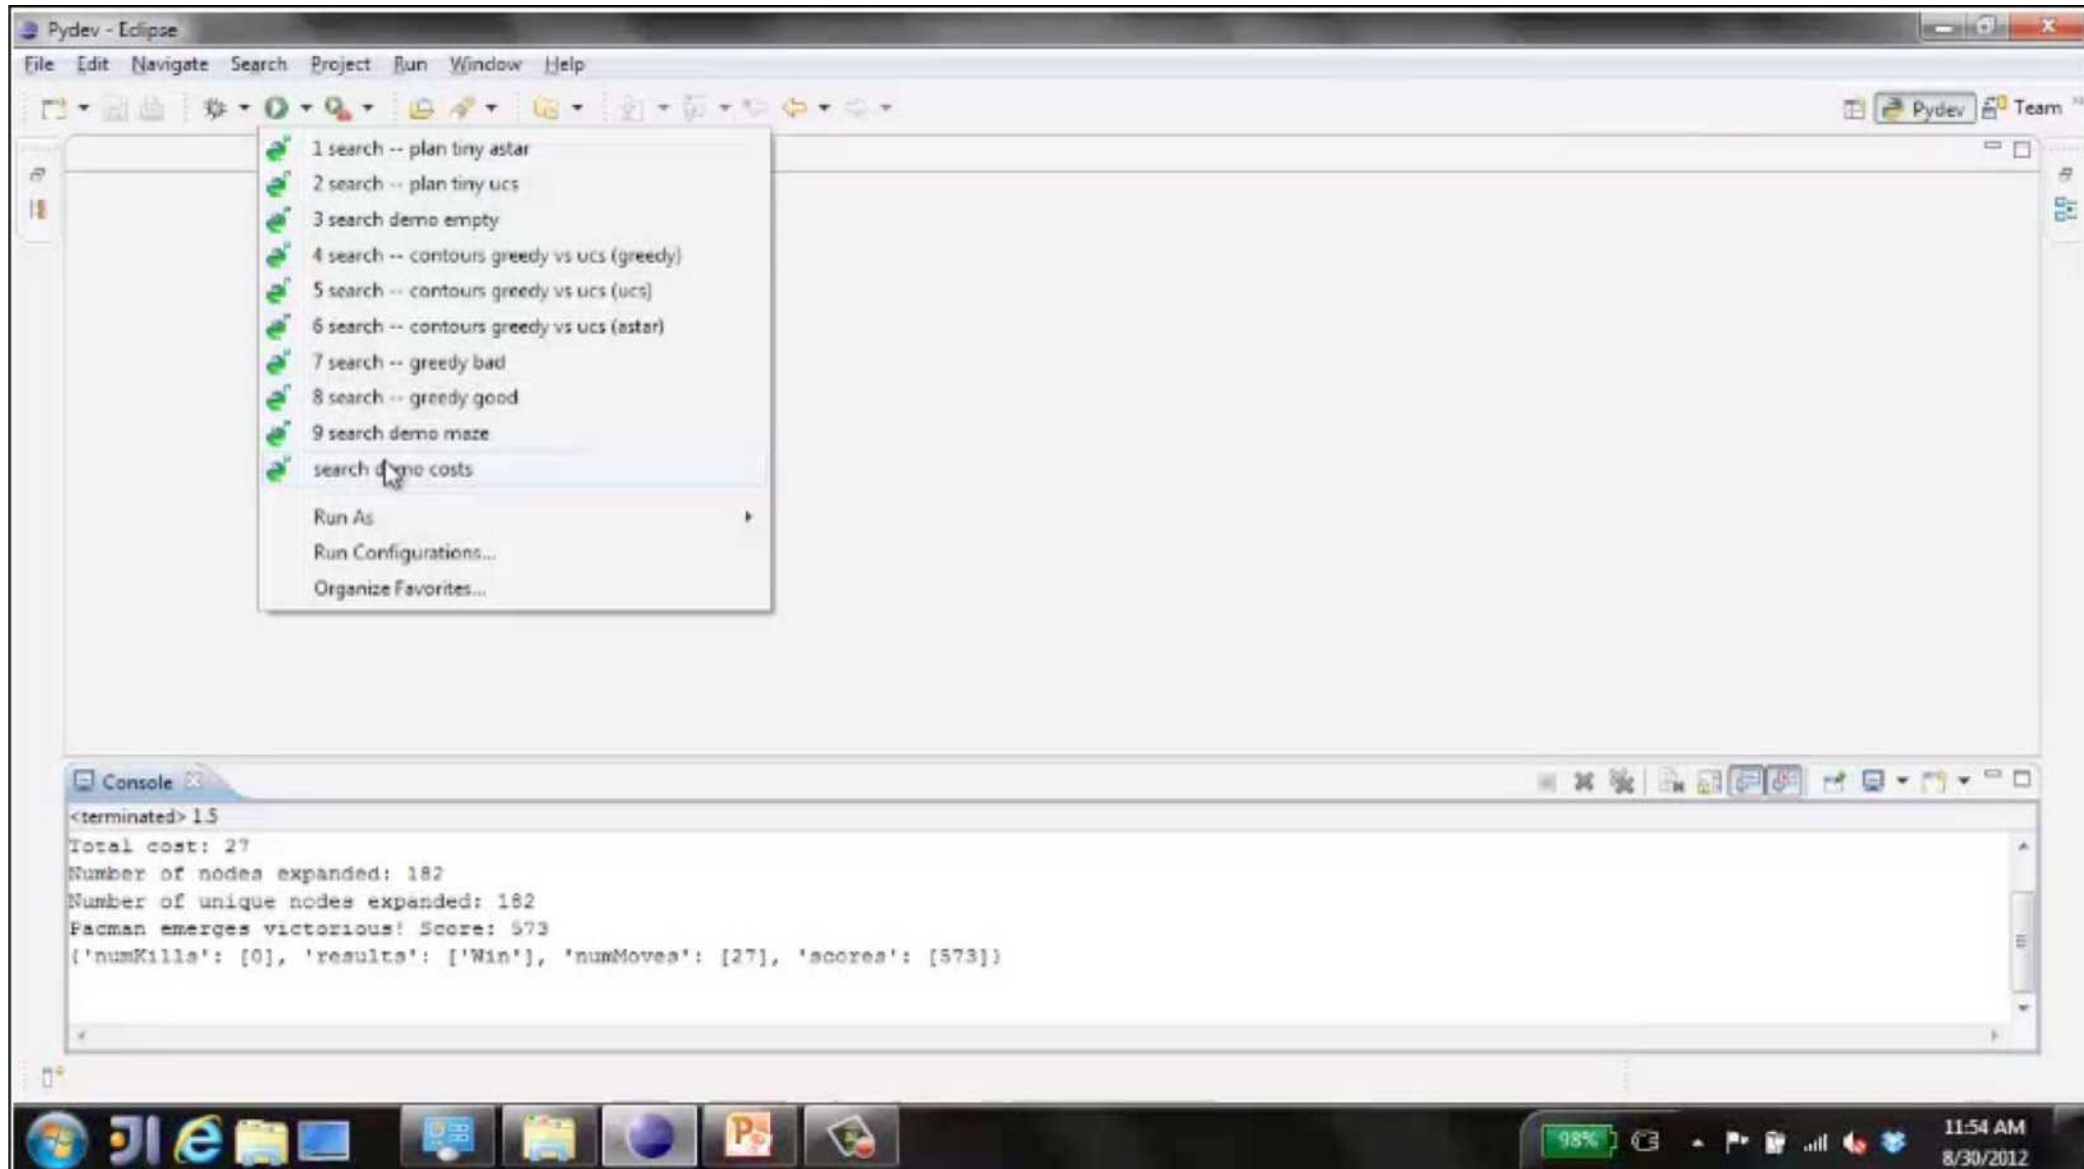 Pydev - Eclipse
File Edit Navigate Search Project Run Window Help
Pydev Team
1 search -- plan tiny astar
2 search -- plan tiny ucs
3 search demo empty
4 search -- contours greedy vs ucs (greedy)
5 search -- contours greedy vs ucs (ucs)
6 search -- contours greedy vs ucs (astar)
7 search -- greedy bad
8 search -- greedy good
9 search demo maze
search demo costs
Run As
Run Configurations...
Organize Favorites...
Console
<terminated> 1.5
Total cost: 27
Number of nodes expanded: 182
Number of unique nodes expanded: 182
Pacman emerges victorious! Score: 573
{'numKills': [0], 'results': ['Win'], 'numMoves': [27], 'scores': [573]}
98%
11:54 AM
8/30/2012